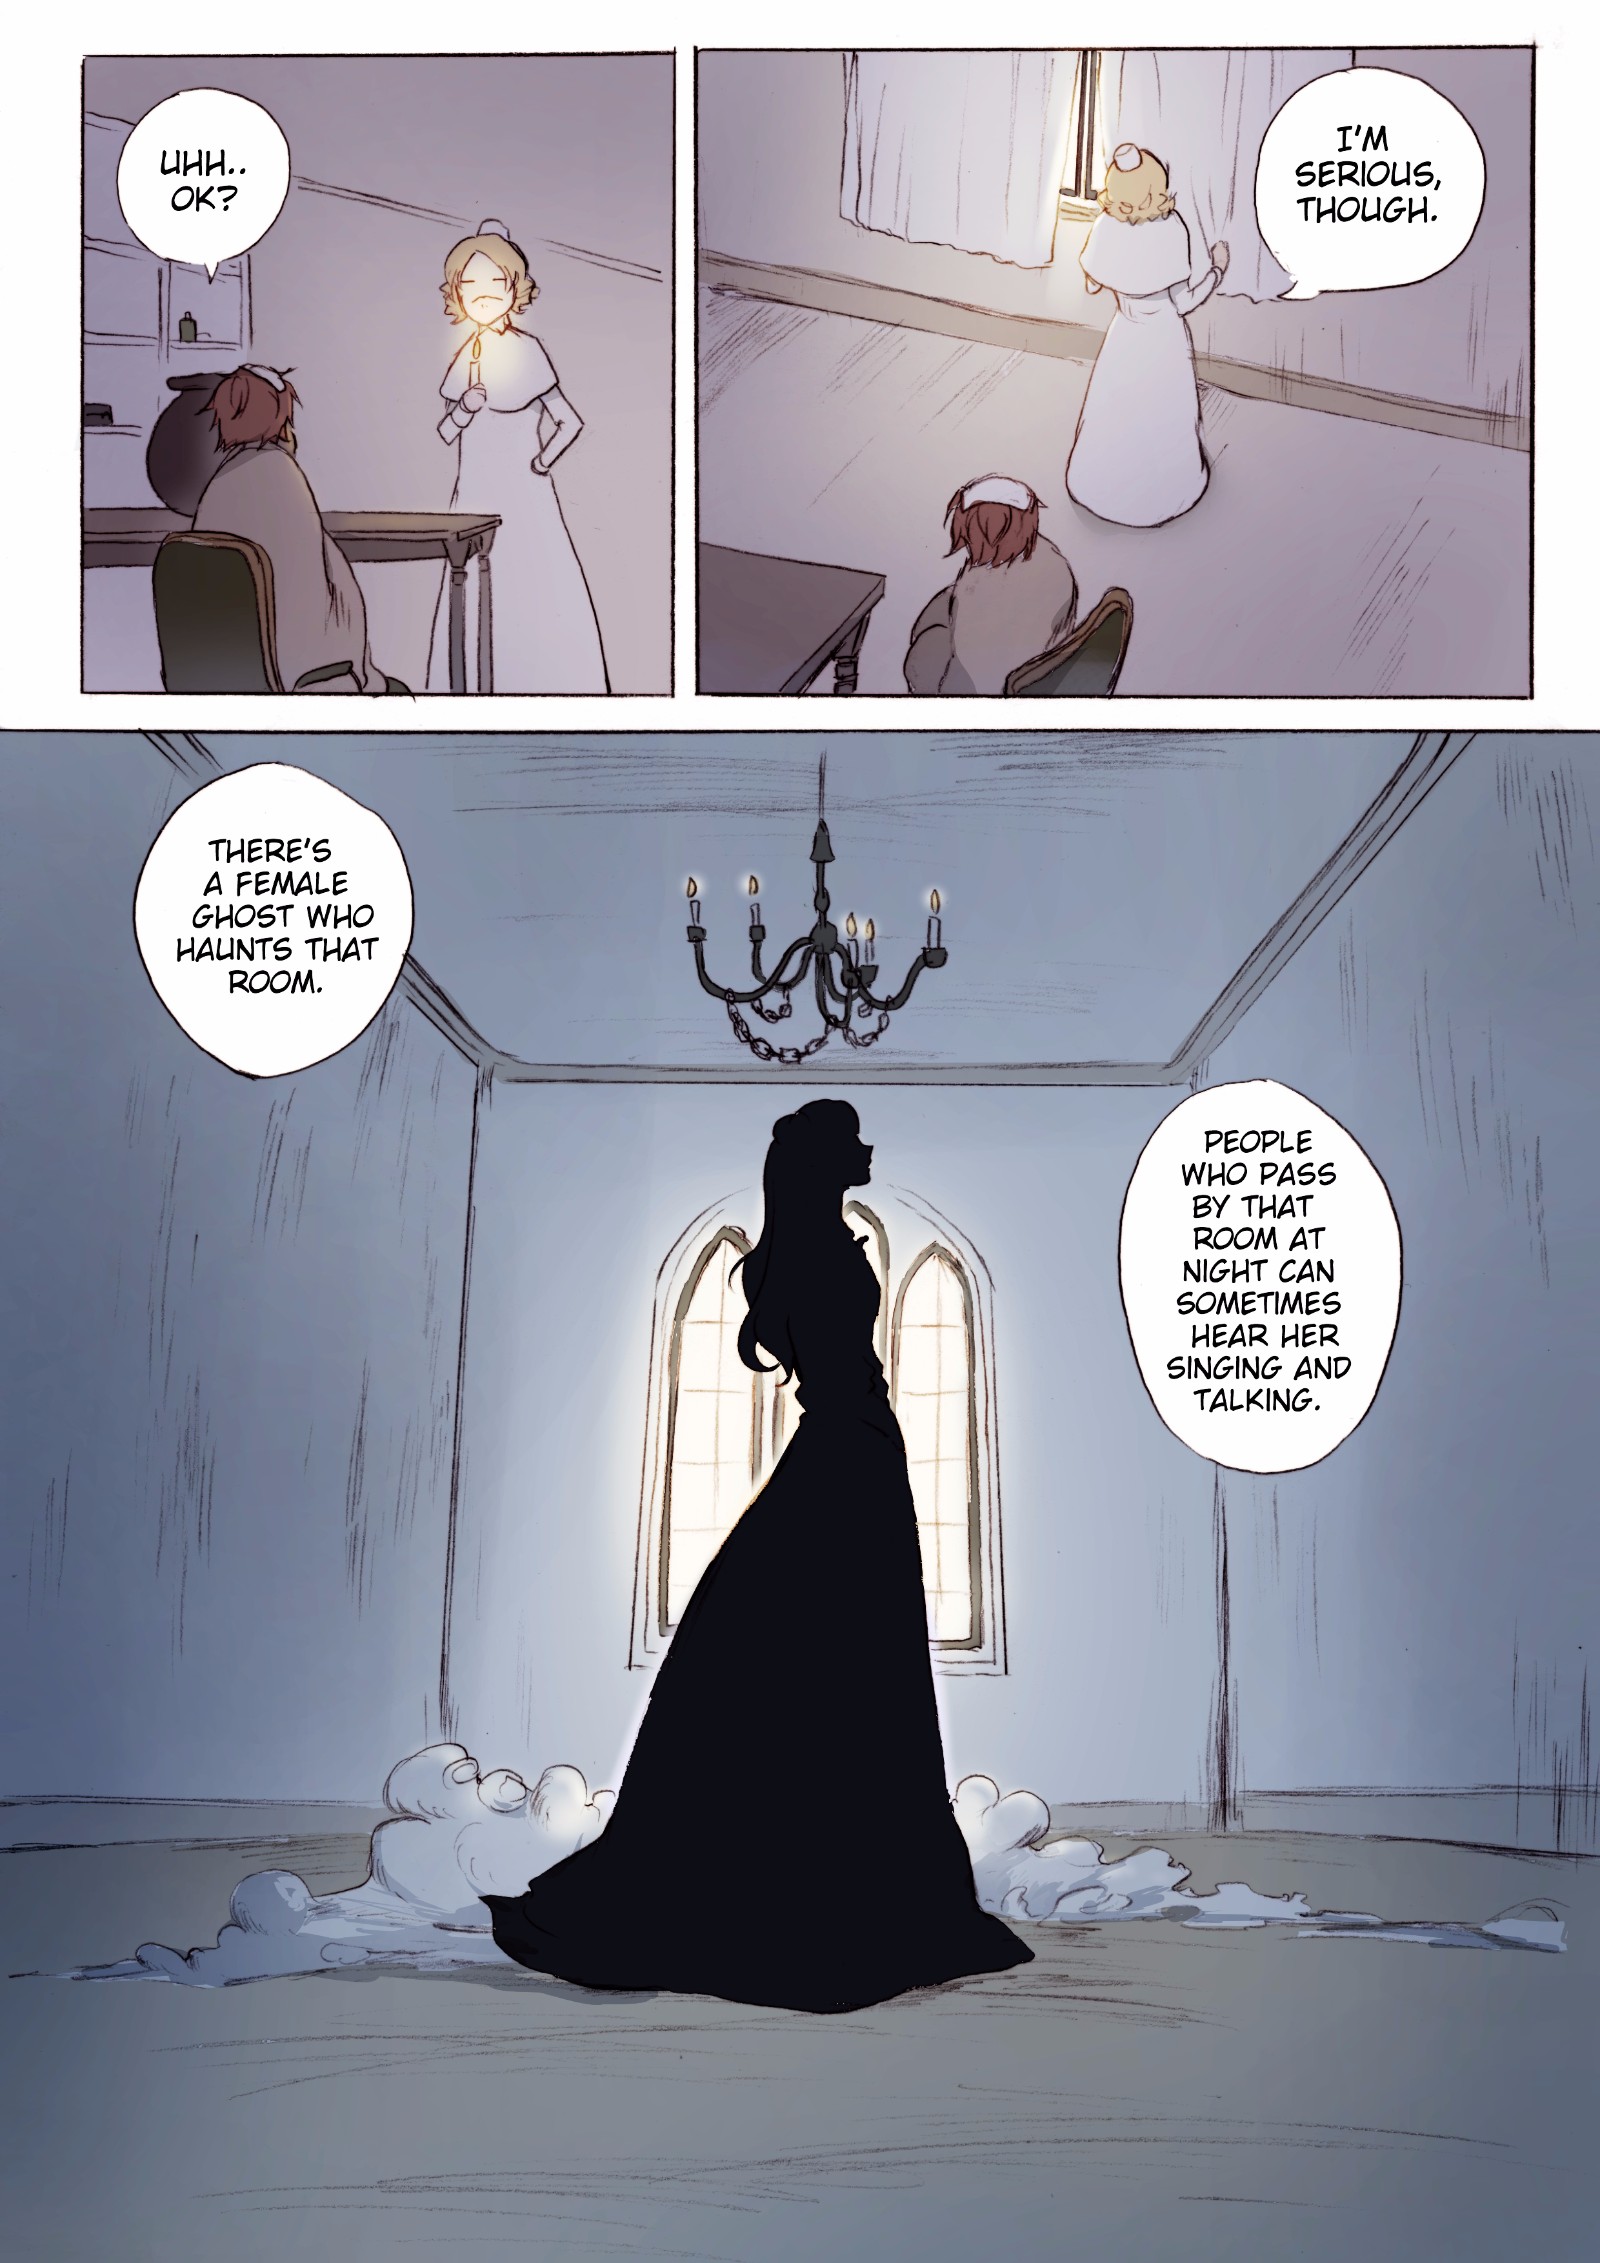 UHH..
OK?
I'M
SERIOUS,
THOUGH.
THERE'S
A FEMALE
GHOST WHO
HAUNTS THAT
ROOM.
PEOPLE
WHO PASS
BY THAT
ROOM AT
NIGHT CAN
SOMETIMES
HEAR HER
SINGING AND
TALKING.